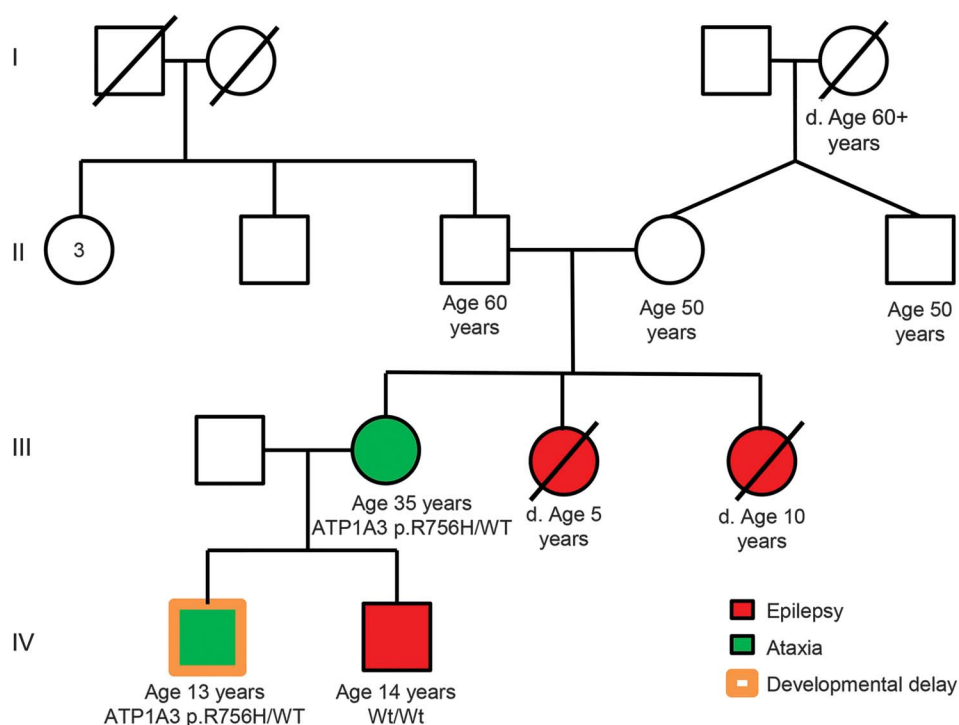 I
d. Age 60+
years
II
3
Age 60
years
Age 50
years
Age 50
years
III
Age 35 years
ATP1A3 p.R756H/WT
d. Age 5
years
d. Age 10
years
IV
Age 13 years
ATP1A3 p.R756H/WT
Age 14 years
Wt/Wt
Epilepsy
Ataxia
Developmental delay